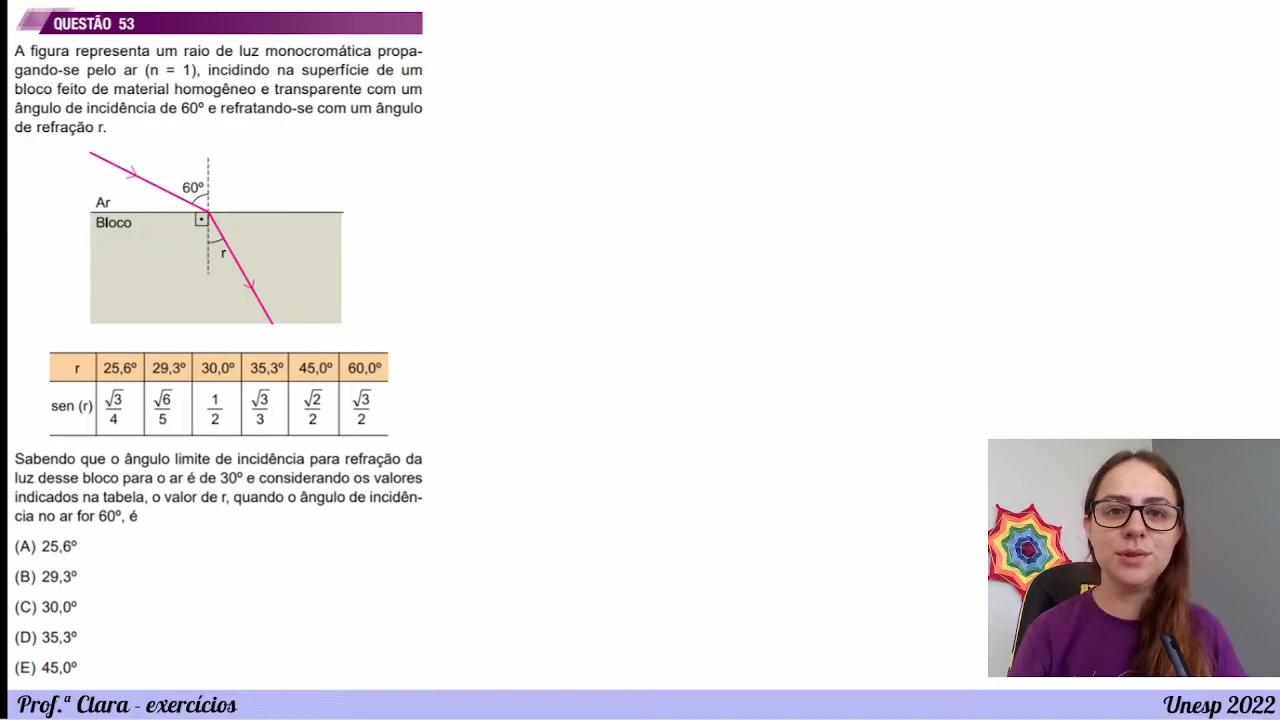 QUESTÃO 53
A figura representa um raio de luz monocromática propa-
gando-se pelo ar (n = 1), incidindo na superfície de um
bloco feito de material homogêneo e transparente com um
ângulo de incidência de 60º e refratando-se com um ângulo
de refração r.
60º
Ar
Bloco
r
r 25,6º 29,3º 30,0º 35,3º 45,0º 60,0º
sen (r) √3/4 √6/5 1/2 √3/3 √2/2 √3/2
Sabendo que o ângulo limite de incidência para refração da
luz desse bloco para o ar é de 30º e considerando os valores
indicados na tabela, o valor de r, quando o ângulo de incidên-
cia no ar for 60º, é
(A) 25,6º
(B) 29,3º
(C) 30,0º
(D) 35,3º
(E) 45,0º
Prof.ª Clara - exercícios
Unesp 2022